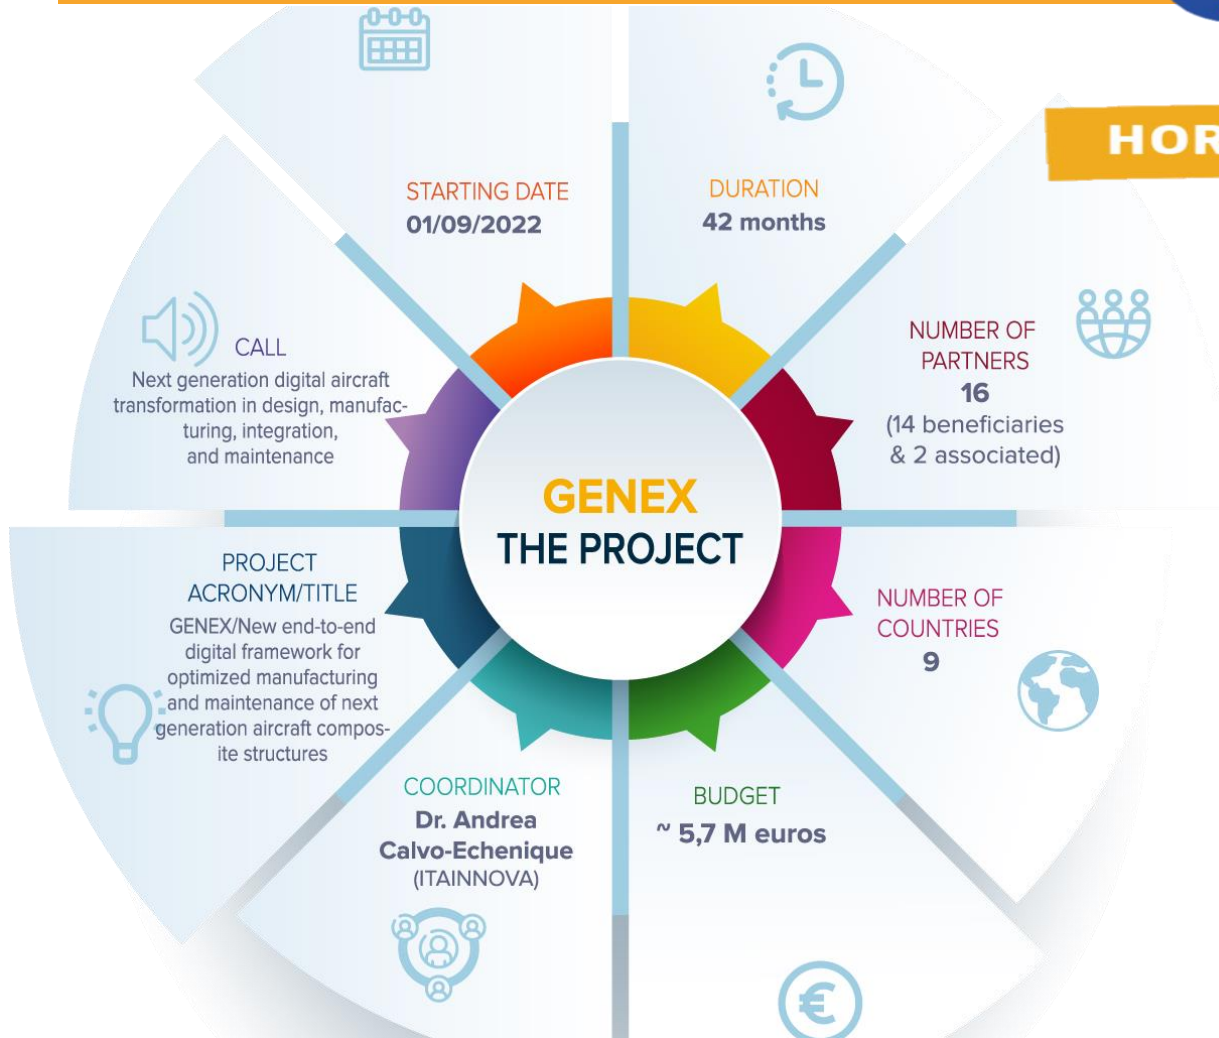 STARTING DATE
01/09/2022
DURATION
42 months
HOR
CALL
Next generation digital aircraft
transformation in design, manufac-
turing, integration,
and maintenance
NUMBER OF
PARTNERS
16
(14 beneficiaries
& 2 associated)
GENEX
THE PROJECT
PROJECT
ACRONYM/TITLE
GENEX/New end-to-end
digital framework for
optimized manufacturing
and maintenance of next
generation aircraft compos-
ite structures
NUMBER OF
COUNTRIES
9
COORDINATOR
Dr. Andrea
Calvo-Echenique
(ITAINNOVA)
BUDGET
~ 5,7 M euros
€